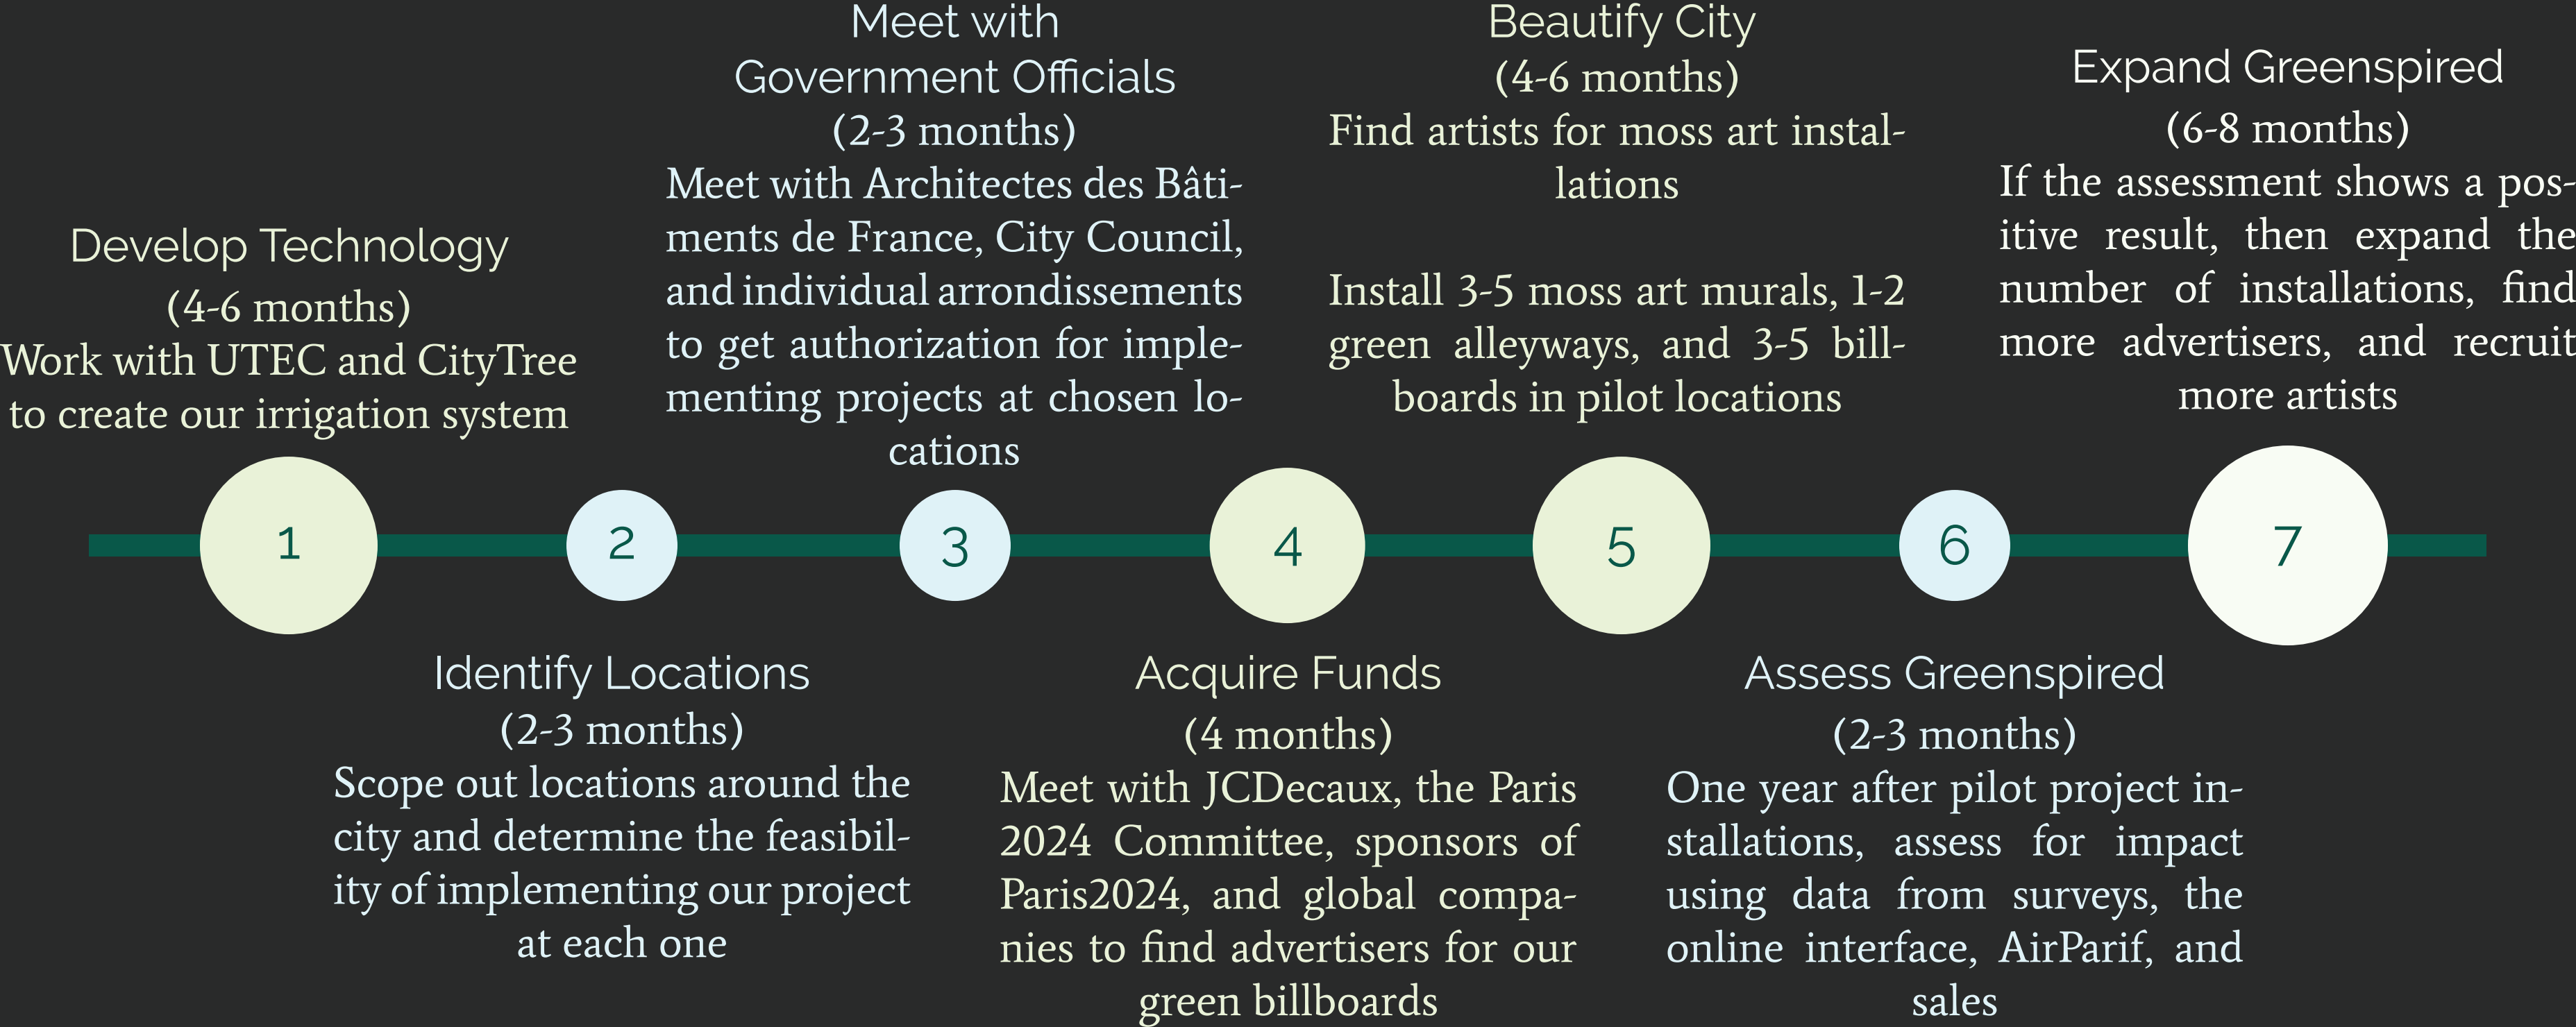 Develop Technology
(4-6 months)
Work with UTEC and CityTree
to create our irrigation system
1
2
Identify Locations
(2-3 months)
Scope out locations around the
city and determine the feasibil-
ity of implementing our project
at each one
Meet with
Government Officials
(2-3 months)
Meet with Architectes des Bâti-
ments de France, City Council,
and individual arrondissements
to get authorization for imple-
menting projects at chosen lo-
cations
3
4
Acquire Funds
(4 months)
Meet with JCDecaux, the Paris
2024 Committee, sponsors of
Paris2024, and global compa-
nies to find advertisers for our
green billboards
Beautify City
(4-6 months)
Find artists for moss art instal-
lations
Install 3-5 moss art murals, 1-2
green alleyways, and 3-5 bill-
boards in pilot locations
5
6
Assess Greenspired
(2-3 months)
One year after pilot project in-
stallations, assess for impact
using data from surveys, the
online interface, AirParif, and
sales
Expand Greenspired
(6-8 months)
If the assessment shows a pos-
itive result, then expand the
number of installations, find
more advertisers, and recruit
more artists
7